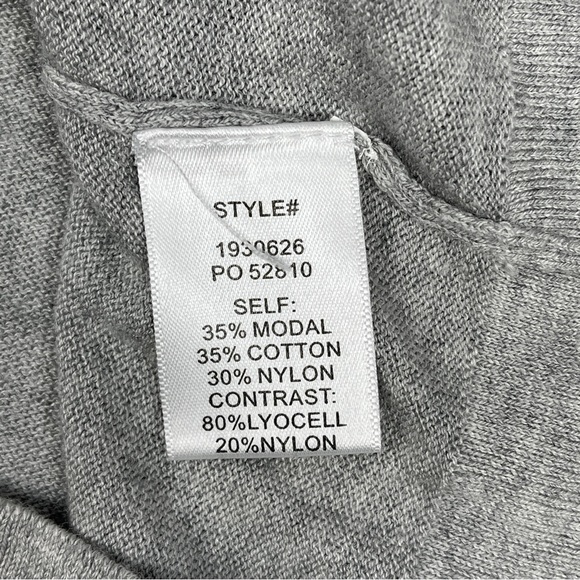 STYLE#
1930626
PO 52810
SELF:
35% MODAL
35% COTTON
30% NYLON
CONTRAST:
80%LYOCELL
20%NYLON